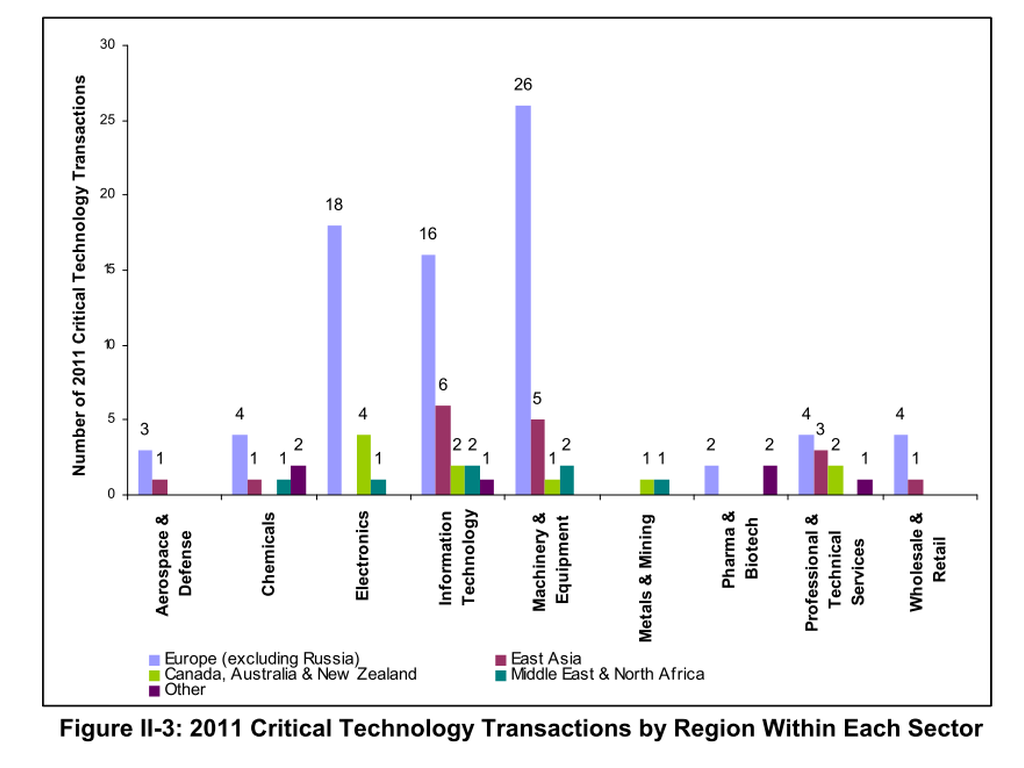 30
25
20
15
10
5
0
Number of 2011 Critical Technology Transactions
3
1
4
1
1
2
18
4
1
16
6
2
2
1
26
5
1
2
1
1
2
2
4
3
2
1
4
1
Aerospace &
Defense
Chemicals
Electronics
Information
Technology
Machinery &
Equipment
Metals & Mining
Pharma &
Biotech
Professional &
Technical
Services
Wholesale &
Retail
Europe (excluding Russia)
East Asia
Canada, Australia & New Zealand
Middle East & North Africa
Other
Figure II-3: 2011 Critical Technology Transactions by Region Within Each Sector